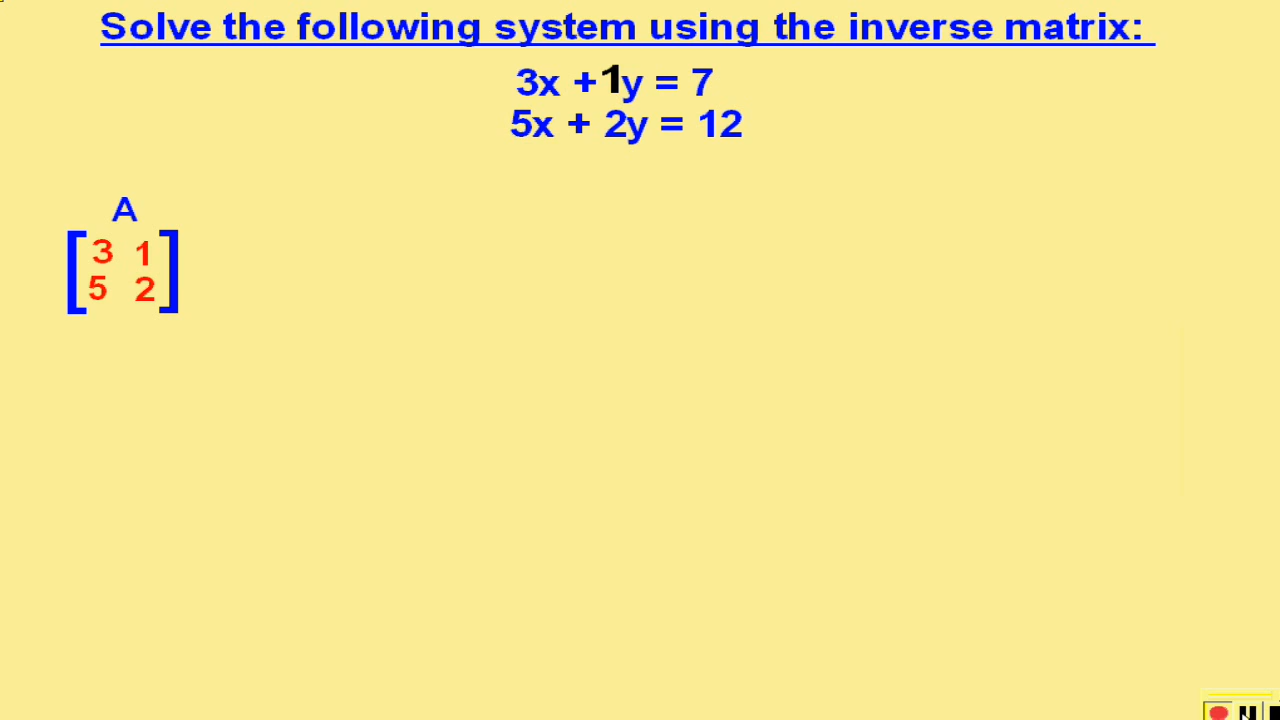 Solve the following system using the inverse matrix:
3x + 1y = 7
5x + 2y = 12
A
3 1
5 2